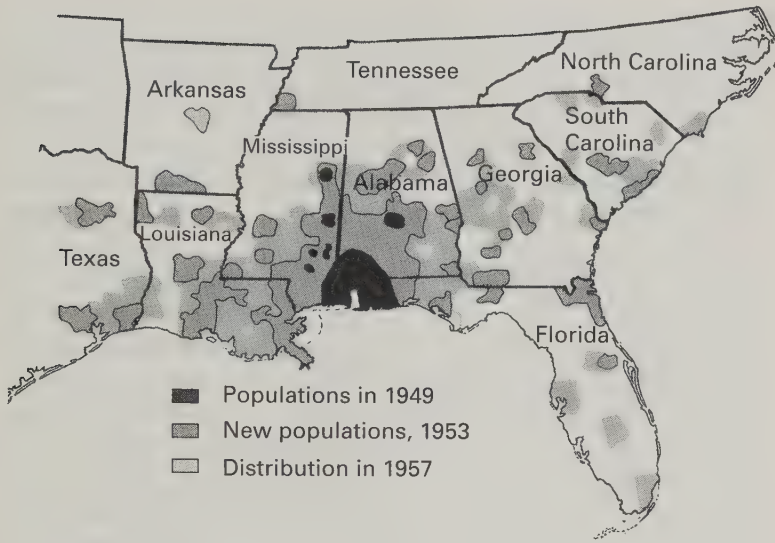 Tennessee
North Carolina
Arkansas
South
Carolina
Mississippi
Alabama
Georgia
Louisiana
Texas
Florida
Populations in 1949
New populations, 1953
Distribution in 1957